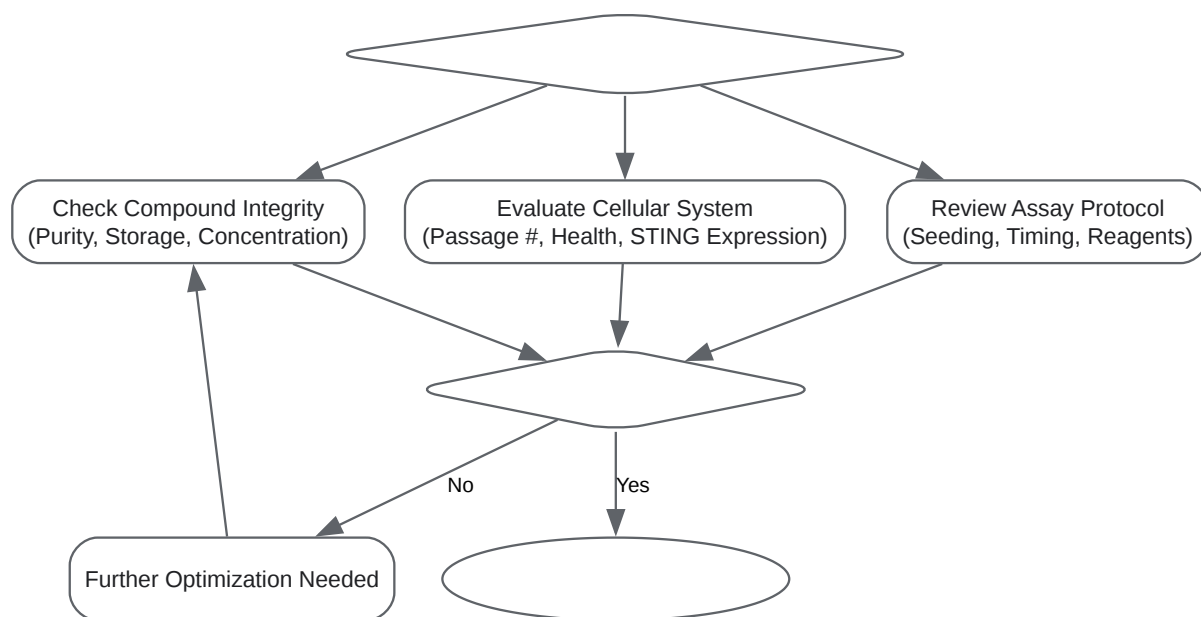 Check Compound Integrity
(Purity, Storage, Concentration)
Evaluate Cellular System
(Passage #, Health, STING Expression)
Review Assay Protocol
(Seeding, Timing, Reagents)
No
Yes
Further Optimization Needed